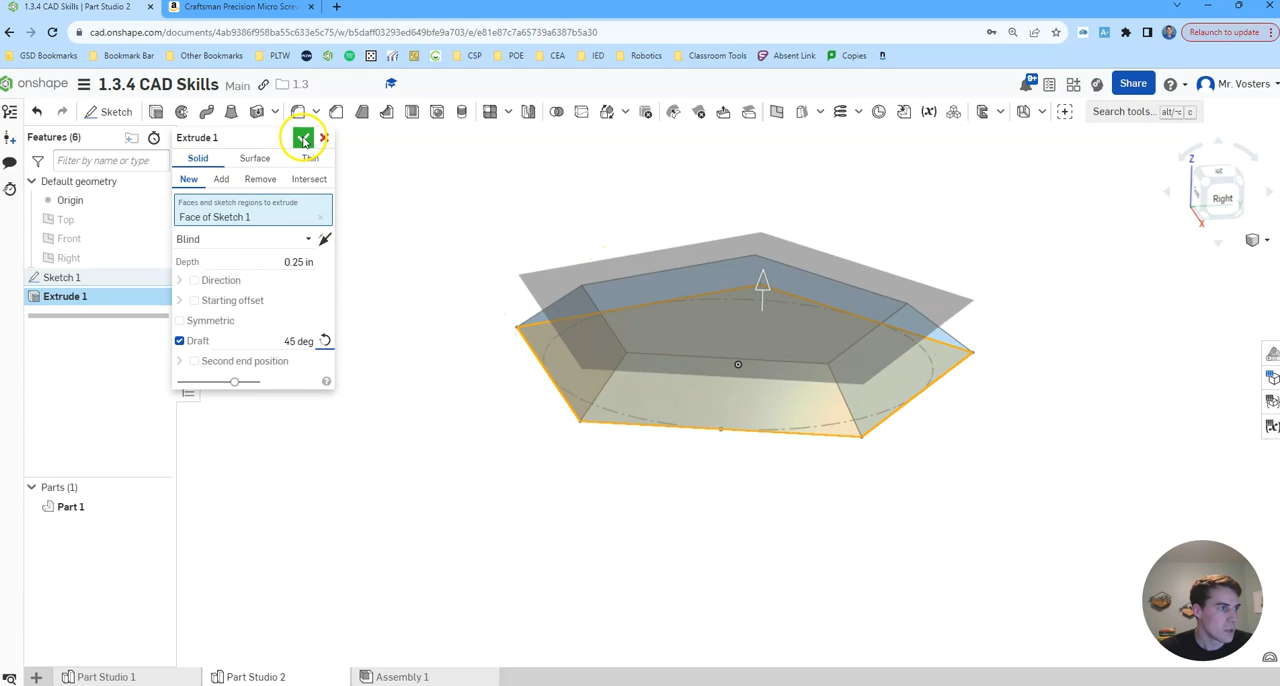 1.3.4 CAD Skills | Part Studio 2
Craftsman Precision Micro Scre
cad.onshape.com/documents/4ab9386f958ba55c633e5c75/w/b5daff03293ed649bfe9a703/e/e81e87c7a65739a6387b5a30
Relaunch to update
GSD Bookmarks Bookmar Bar Other Bookmarks PLTW CSP POE CEA IED Robotics Classroom Tools Absent Link Copies
onshape 1.3.4 CAD Skills Main 1.3
9+ Share Mr. Vosters
Sketch
Search tools... alt/⌥ c
Features (6)
Filter by name or type
Default geometry
Origin
Top
Front
Right
Sketch 1
Extrude 1
Extrude 1
Solid Surface Thin
New Add Remove Intersect
Faces and sketch regions to extrude
Face of Sketch 1
Blind
Depth 0.25 in
Direction
Starting offset
Symmetric
Draft 45 deg
Second end position
Z
Right
X
Parts (1)
Part 1
Part Studio 1 Part Studio 2 Assembly 1